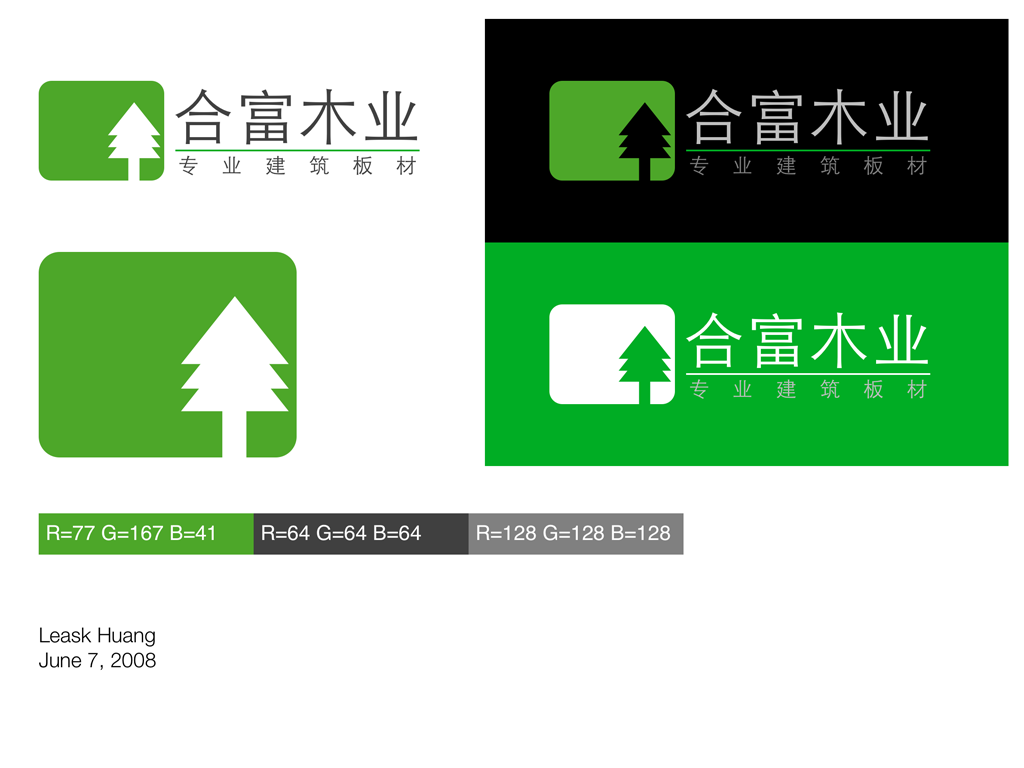 合富木业
专业建筑板材
合富木业
专业建筑板材
合富木业
专业建筑板材
R=77 G=167 B=41
R=64 G=64 B=64
R=128 G=128 B=128
Leask Huang
June 7, 2008